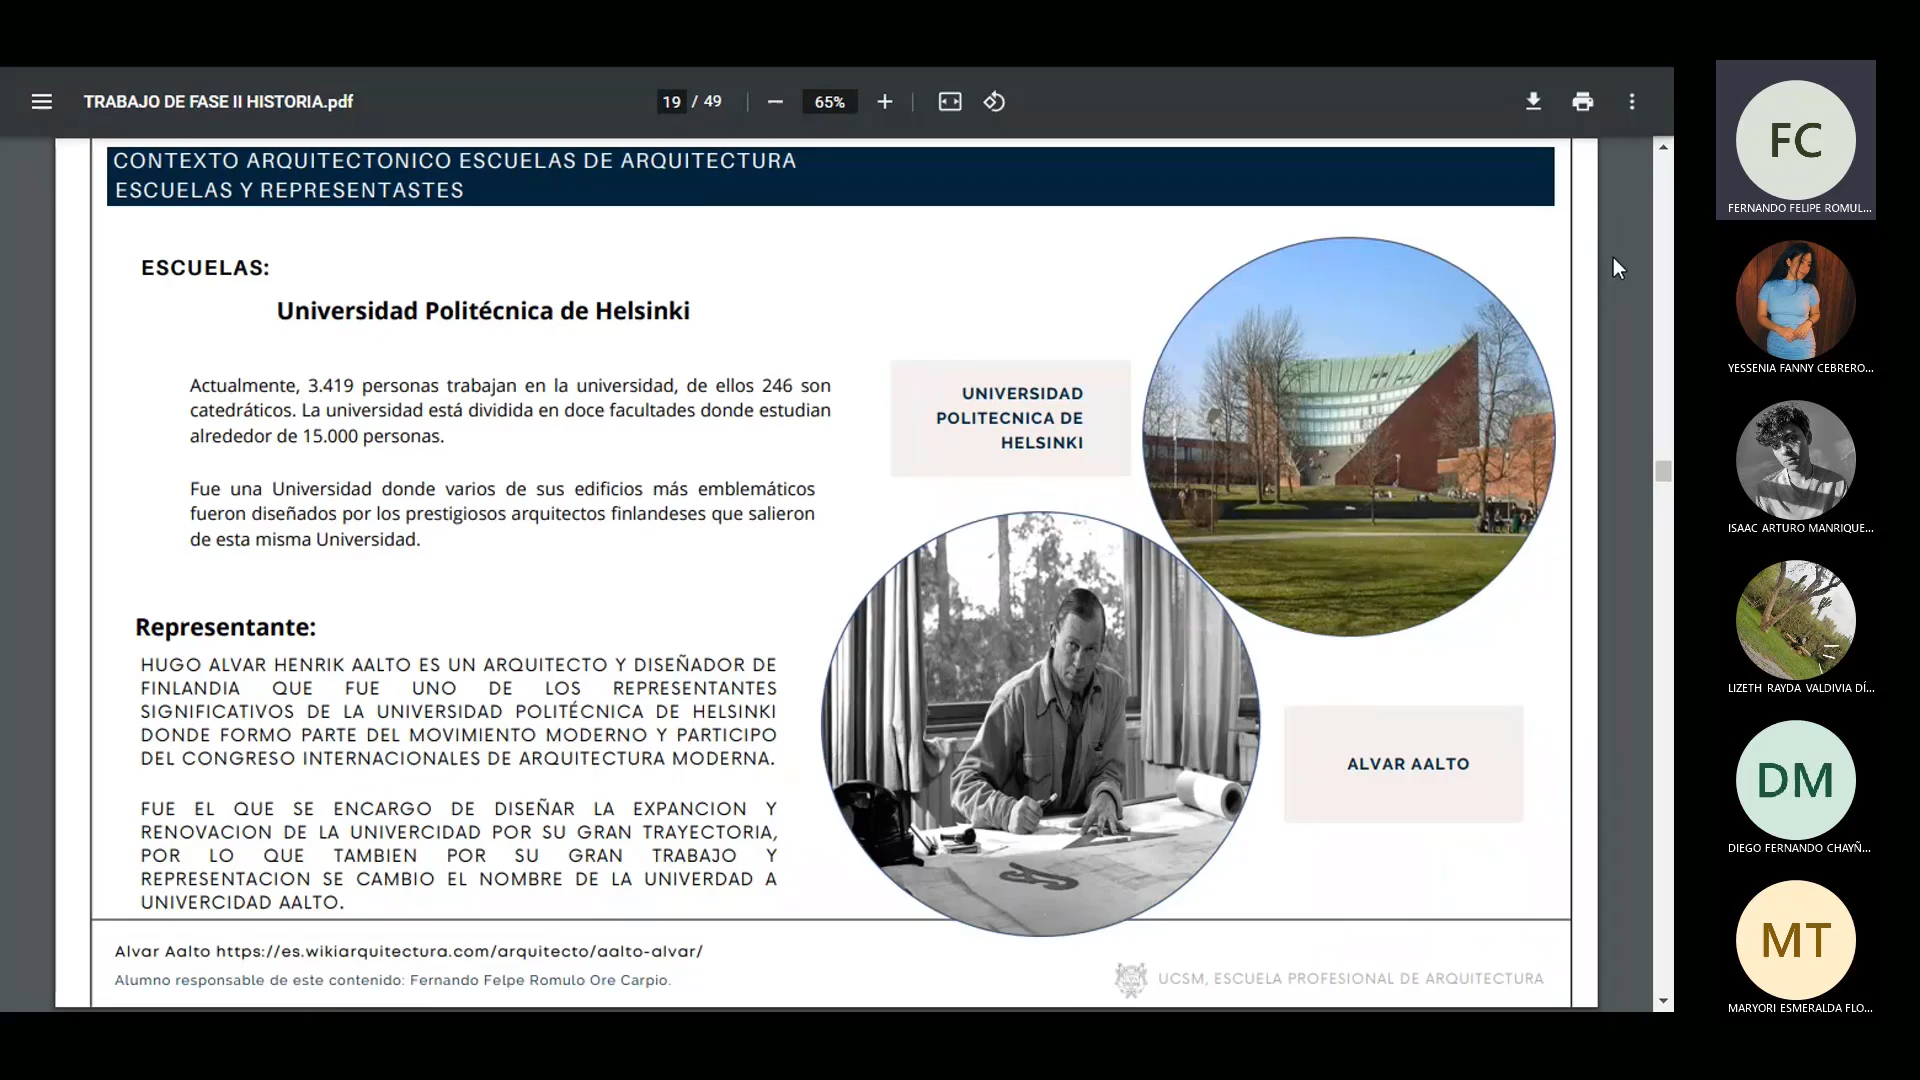 TRABAJO DE FASE II HISTORIA.pdf
19 / 49
65%
CONTEXTO ARQUITECTONICO ESCUELAS DE ARQUITECTURA
ESCUELAS Y REPRESENTASTES
ESCUELAS:
Universidad Politécnica de Helsinki
Actualmente, 3.419 personas trabajan en la universidad, de ellos 246 son
catedráticos. La universidad está dividida en doce facultades donde estudian
alrededor de 15.000 personas.
Fue una Universidad donde varios de sus edificios más emblemáticos
fueron diseñados por los prestigiosos arquitectos finlandeses que salieron
de esta misma Universidad.
UNIVERSIDAD
POLITECNICA DE
HELSINKI
Representante:
HUGO ALVAR HENRIK AALTO ES UN ARQUITECTO Y DISEÑADOR DE
FINLANDIA QUE FUE UNO DE LOS REPRESENTANTES
SIGNIFICATIVOS DE LA UNIVERSIDAD POLITÉCNICA DE HELSINKI
DONDE FORMO PARTE DEL MOVIMIENTO MODERNO Y PARTICIPO
DEL CONGRESO INTERNACIONALES DE ARQUITECTURA MODERNA.
FUE EL QUE SE ENCARGO DE DISEÑAR LA EXPANCION Y
RENOVACION DE LA UNIVERCIDAD POR SU GRAN TRAYECTORIA,
POR LO QUE TAMBIEN POR SU GRAN TRABAJO Y
REPRESENTACION SE CAMBIO EL NOMBRE DE LA UNIVERDAD A
UNIVERCIDAD AALTO.
ALVAR AALTO
Alvar Aalto https://es.wikiarquitectura.com/arquitecto/aalto-alvar/
Alumno responsable de este contenido: Fernando Felpe Romulo Ore Carpio.
UCSM, ESCUELA PROFESIONAL DE ARQUITECTURA
FC
FERNANDO FELIPE ROMUL...
YESSENIA FANNY CEBRERO...
ISAAC ARTURO MANRIQUE...
LIZETH RAYDA VALDIVIA DÍ...
DM
DIEGO FERNANDO CHAYÑ...
MT
MARYORI ESMERALDA FLO...